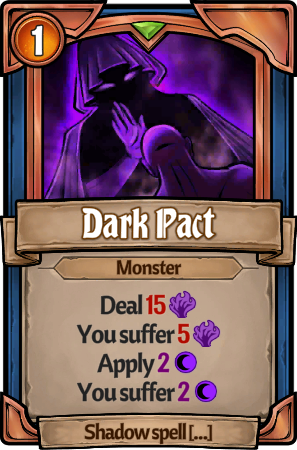 1
Dark Pact
Monster
Deal 15
You suffer 5
Apply 2
You suffer 2
Shadow spell [...]